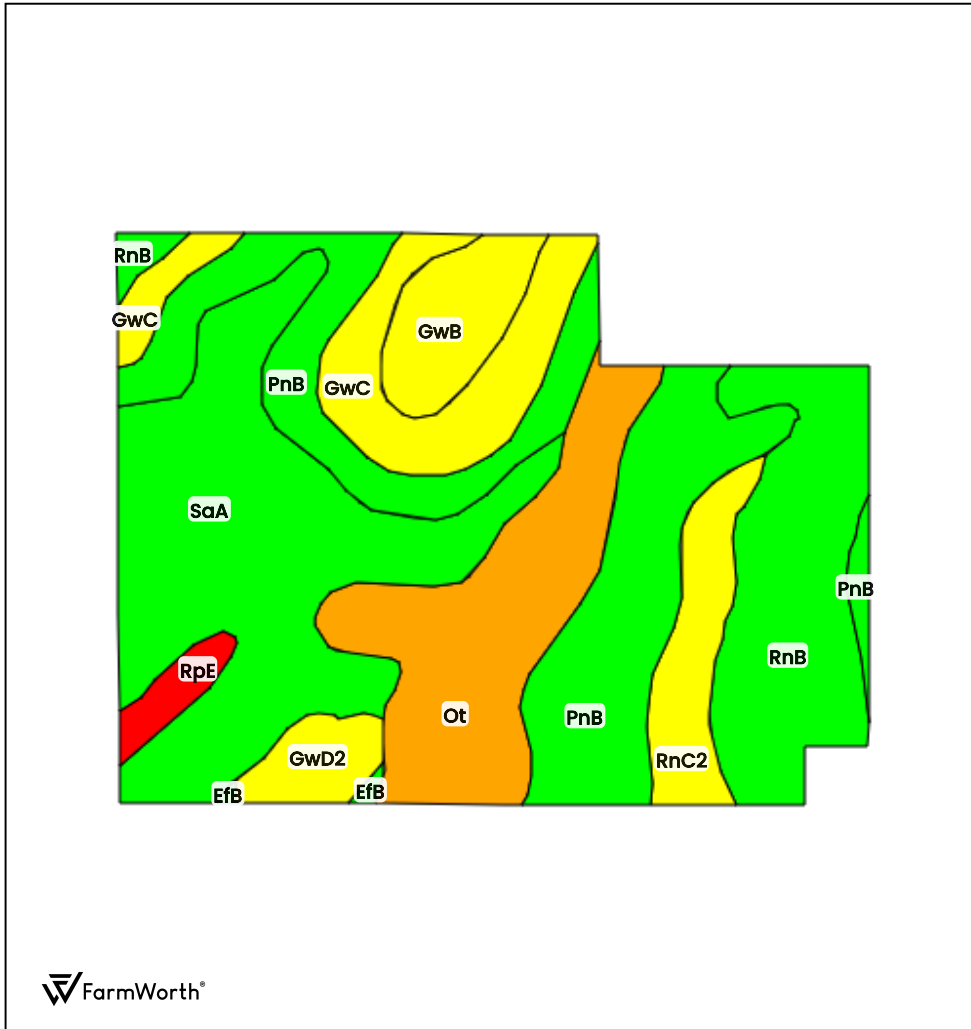 RnB
GwC
GwB
PnB
GwC
SaA
PnB
RnB
RpE
Ot
PnB
GwD2
RnC2
EfB
EfB
FarmWorth®